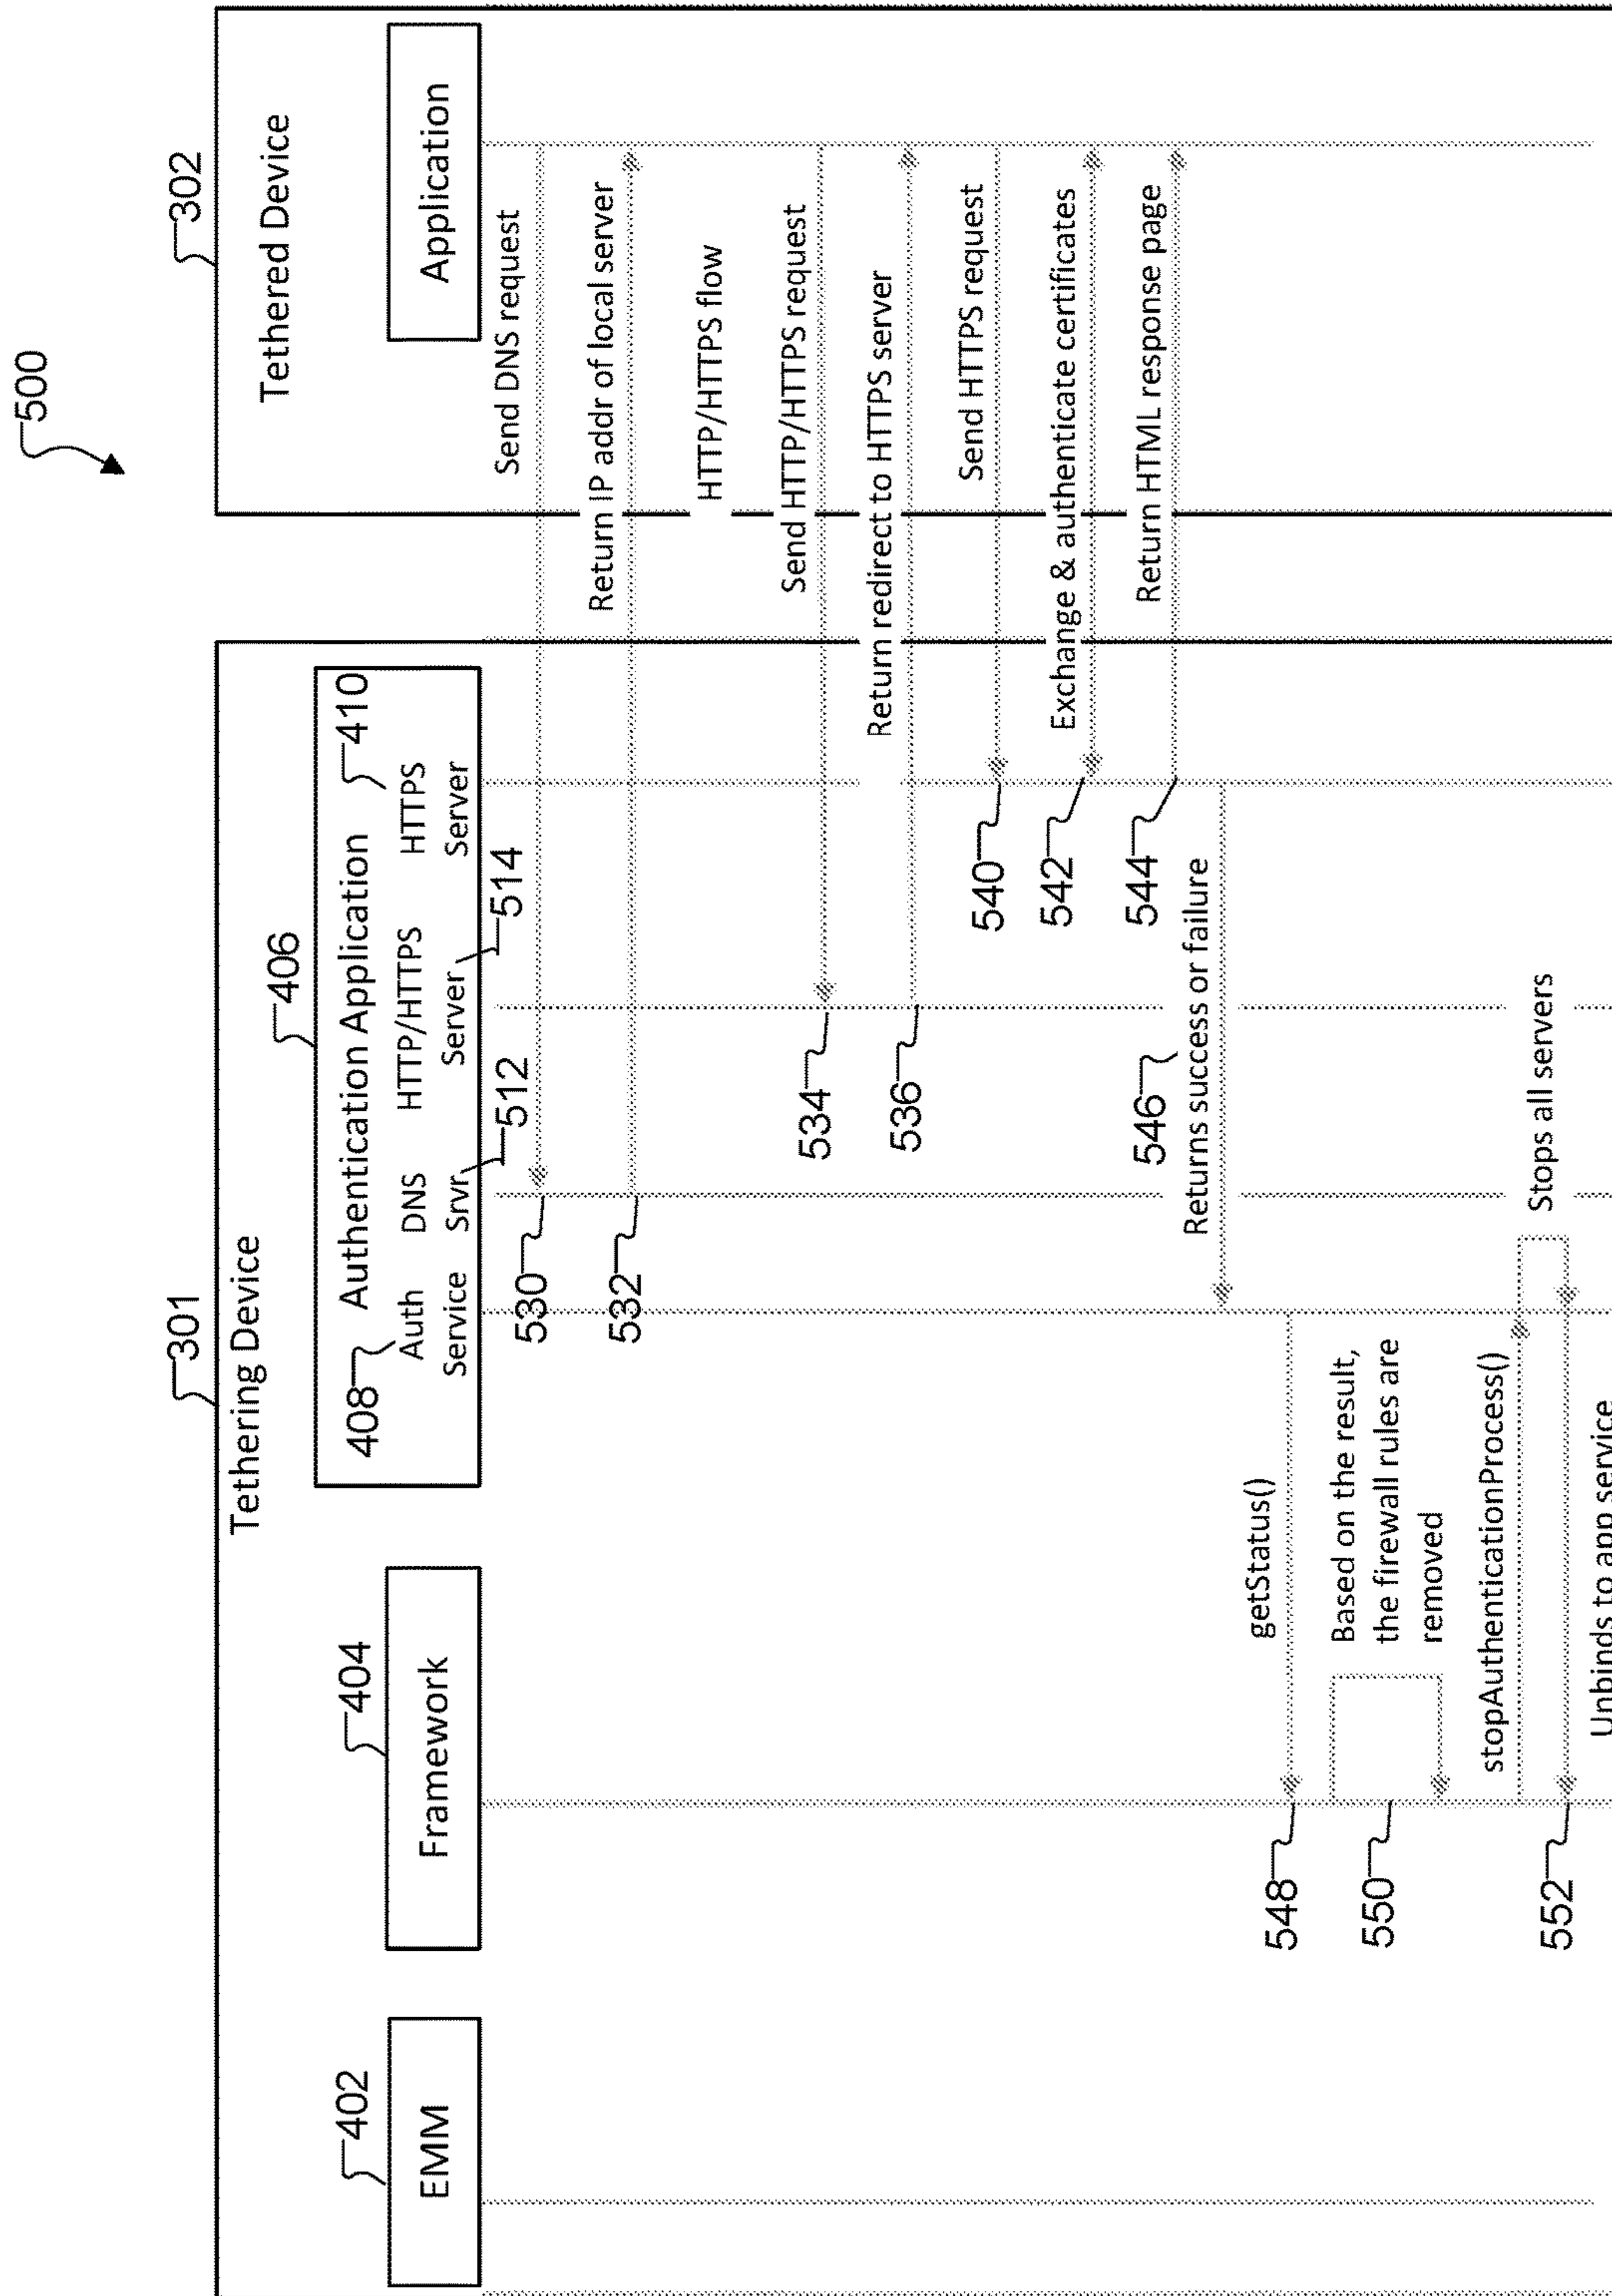 500
301
Tethering Device
302
Tethered Device
402
EMM
404
Framework
406
408
Authentication Application
410
Auth
Service
DNS
Srvr
HTTP/HTTPS
Server
HTTPS
Server
512
514
Application
Send DNS request
530
Return IP addr of local server
532
HTTP/HTTPS flow
Send HTTP/HTTPS request
534
Return redirect to HTTPS server
536
Send HTTPS request
540
Exchange & authenticate certificates
542
Return HTML response page
544
546
Returns success or failure
getStatus()
548
Based on the result,
the firewall rules are
removed
550
stopAuthenticationProcess()
Stops all servers
552
Unbinds to app service